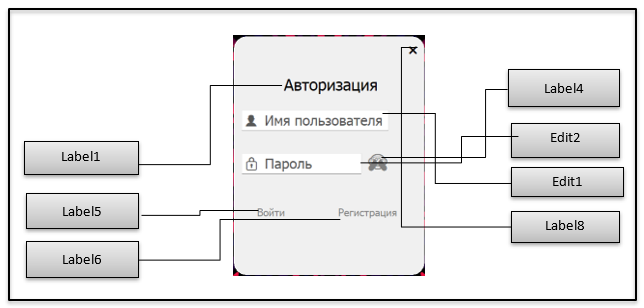 Авторизация
Имя пользователя
Пароль
Войти
Регистрация
Label1
Label5
Label6
Label4
Edit2
Edit1
Label8